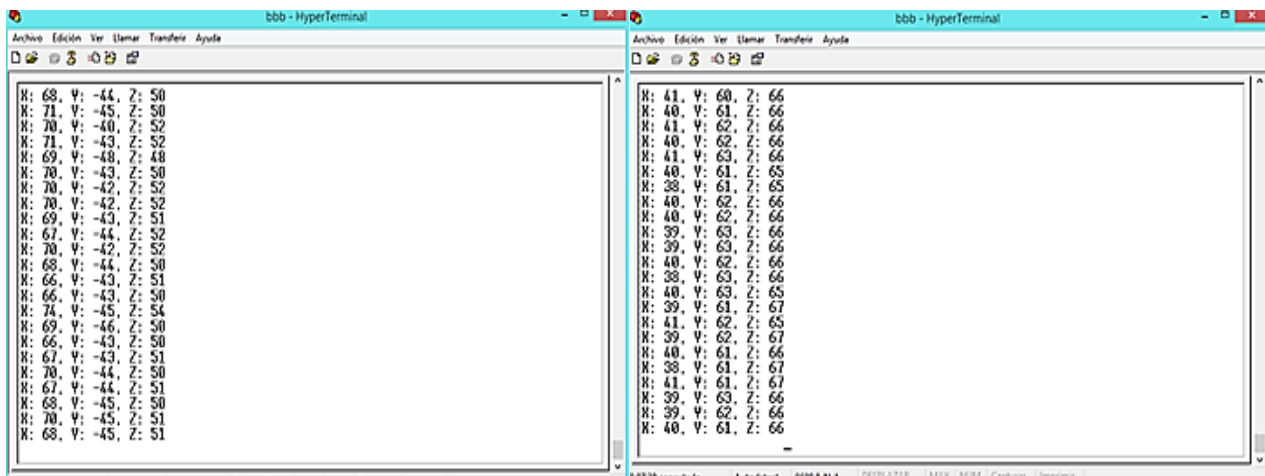 bbb - HyperTerminal
Archivo Edición Ver Llamar Transferir Ayuda
X: 68, Y: -44, Z: 50
X: 71, Y: -45, Z: 50
X: 70, Y: -40, Z: 52
X: 71, Y: -43, Z: 52
X: 69, Y: -48, Z: 48
X: 70, Y: -43, Z: 50
X: 70, Y: -42, Z: 52
X: 70, Y: -42, Z: 52
X: 69, Y: -43, Z: 51
X: 67, Y: -44, Z: 52
X: 70, Y: -42, Z: 52
X: 68, Y: -44, Z: 50
X: 66, Y: -43, Z: 51
X: 66, Y: -43, Z: 50
X: 74, Y: -45, Z: 54
X: 69, Y: -46, Z: 50
X: 66, Y: -43, Z: 50
X: 67, Y: -43, Z: 51
X: 70, Y: -44, Z: 50
X: 67, Y: -44, Z: 51
X: 68, Y: -45, Z: 50
X: 70, Y: -45, Z: 51
X: 68, Y: -45, Z: 51
bbb - HyperTerminal
Archivo Edición Ver Llamar Transferir Ayuda
X: 41, Y: 60, Z: 66
X: 40, Y: 61, Z: 66
X: 41, Y: 62, Z: 66
X: 40, Y: 62, Z: 66
X: 41, Y: 63, Z: 66
X: 40, Y: 61, Z: 65
X: 38, Y: 61, Z: 65
X: 40, Y: 62, Z: 66
X: 40, Y: 62, Z: 66
X: 39, Y: 63, Z: 66
X: 39, Y: 63, Z: 66
X: 40, Y: 62, Z: 66
X: 38, Y: 63, Z: 66
X: 40, Y: 63, Z: 65
X: 39, Y: 61, Z: 67
X: 41, Y: 62, Z: 65
X: 39, Y: 62, Z: 67
X: 40, Y: 61, Z: 66
X: 38, Y: 61, Z: 67
X: 41, Y: 61, Z: 67
X: 39, Y: 63, Z: 66
X: 39, Y: 62, Z: 66
X: 40, Y: 61, Z: 66